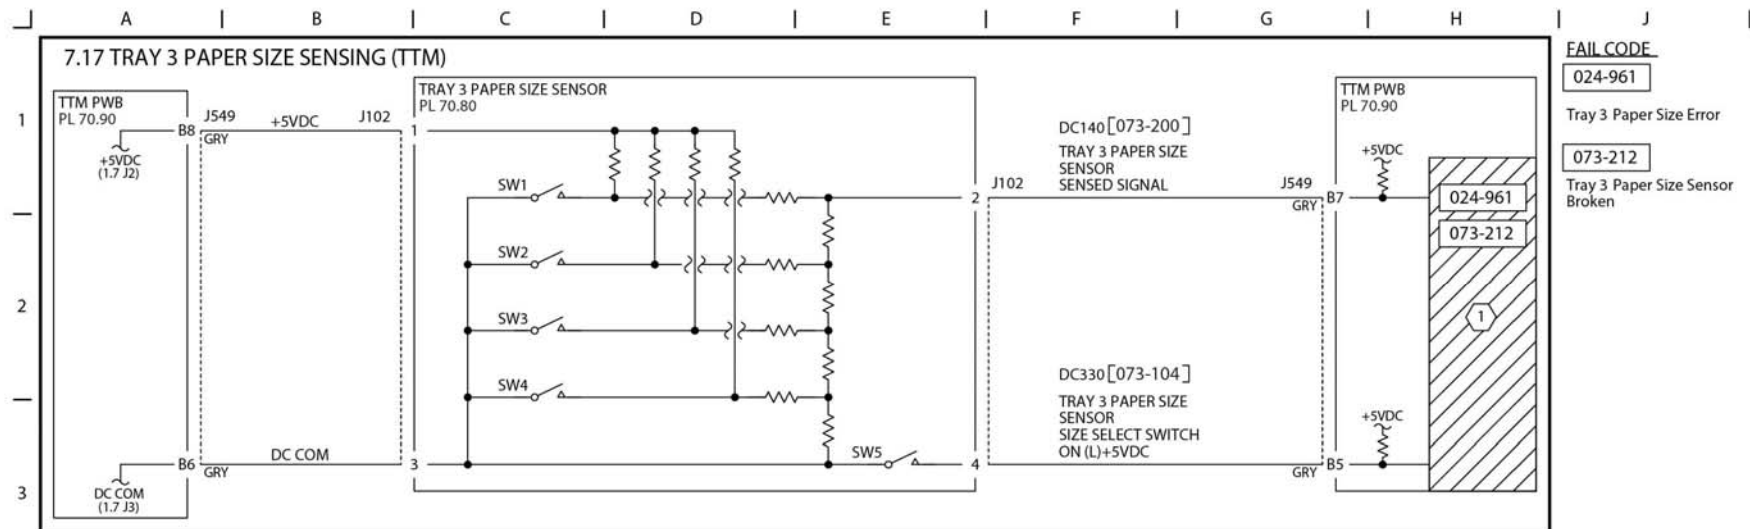 A B C D E F G H J
7.17 TRAY 3 PAPER SIZE SENSING (TTM)
1
2
3
TTM PWB
PL 70.90
+5VDC
(1.7 J2)
B8
J549
GRY
+5VDC
J102
1
DC COM
(1.7 J3)
B6
GRY
DC COM
3
TRAY 3 PAPER SIZE SENSOR
PL 70.80
SW1
SW2
SW3
SW4
SW5
2
J102
4
DC140 [073-200]
TRAY 3 PAPER SIZE
SENSOR
SENSED SIGNAL
J549
GRY
B7
DC330 [073-104]
TRAY 3 PAPER SIZE
SENSOR
SIZE SELECT SWITCH
ON (L)+5VDC
GRY
B5
TTM PWB
PL 70.90
+5VDC
024-961
073-212
1
+5VDC
FAIL CODE
024-961
Tray 3 Paper Size Error
073-212
Tray 3 Paper Size Sensor
Broken